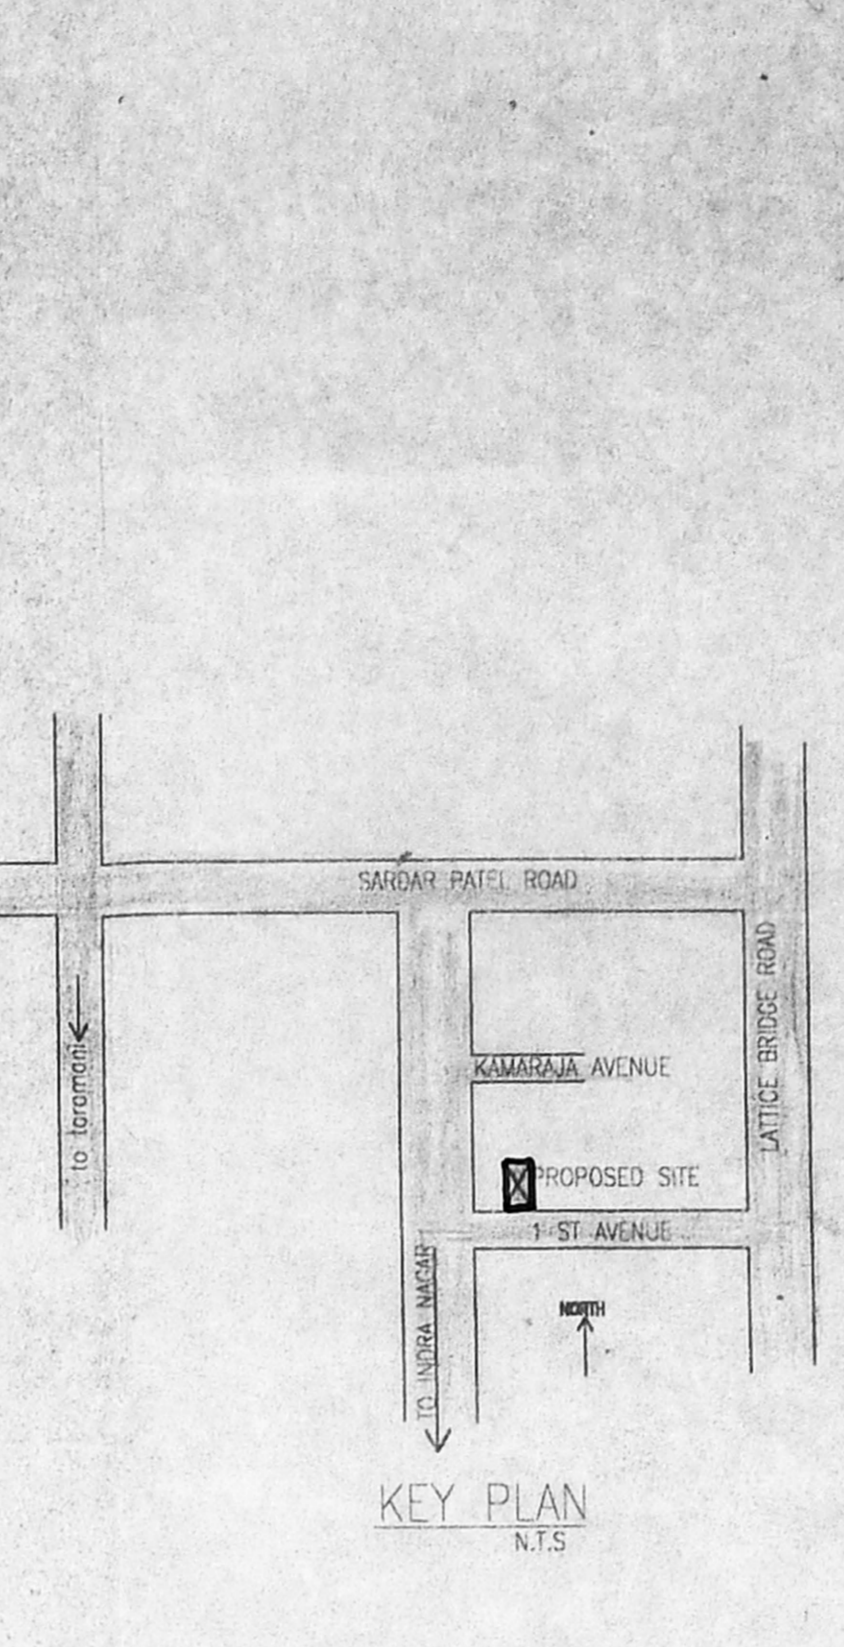 SARDAR PATEL ROAD
LATTICE BRIDGE ROAD
to taramani
KAMARAJA AVENUE
PROPOSED SITE
1 ST AVENUE
TO INDRA NAGAR
NORTH
KEY PLAN
N.T.S